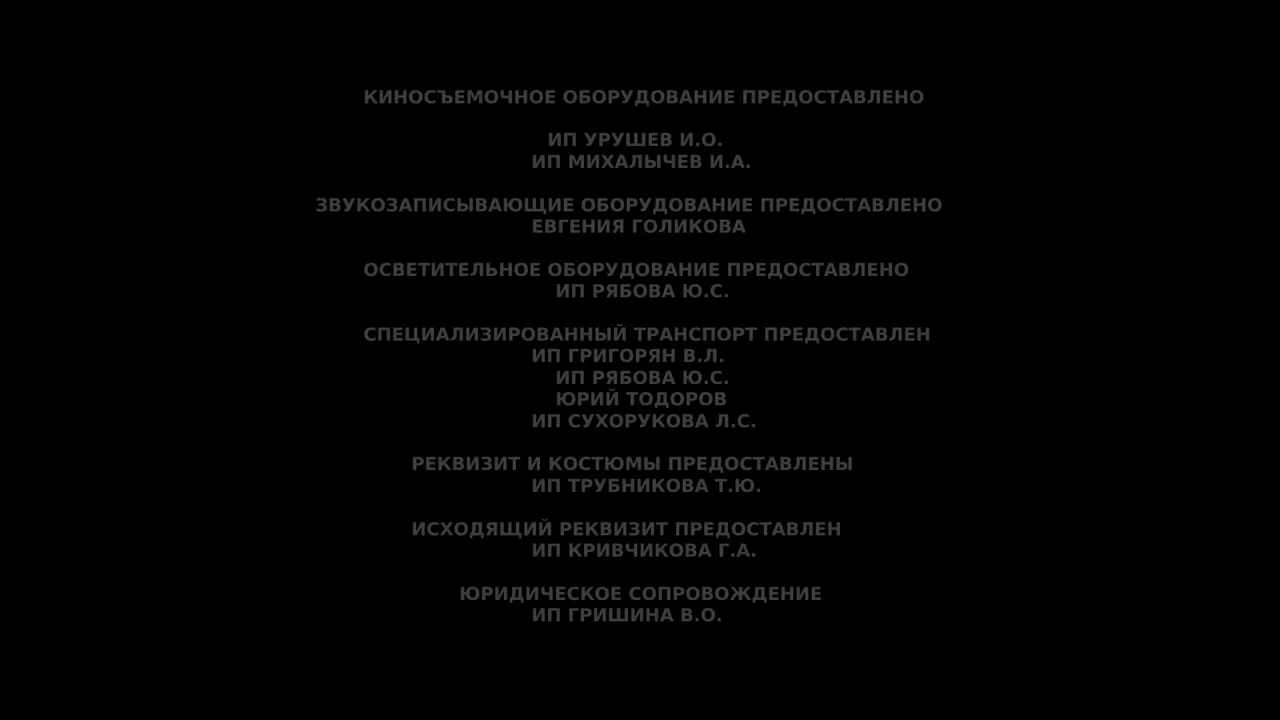 КИНОСЪЕМОЧНОЕ ОБОРУДОВАНИЕ ПРЕДОСТАВЛЕНО
ИП УРУШЕВ И.О.
ИП МИХАЛЫЧЕВ И.А.
ЗВУКОЗАПИСЫВАЮЩИЕ ОБОРУДОВАНИЕ ПРЕДОСТАВЛЕНО
ЕВГЕНИЯ ГОЛИКОВА
ОСВЕТИТЕЛЬНОЕ ОБОРУДОВАНИЕ ПРЕДОСТАВЛЕНО
ИП РЯБОВА Ю.С.
СПЕЦИАЛИЗИРОВАННЫЙ ТРАНСПОРТ ПРЕДОСТАВЛЕН
ИП ГРИГОРЯН В.Л.
ИП РЯБОВА Ю.С.
ЮРИЙ ТОДОРОВ
ИП СУХОРУКОВА Л.С.
РЕКВИЗИТ И КОСТЮМЫ ПРЕДОСТАВЛЕНЫ
ИП ТРУБНИКОВА Т.Ю.
ИСХОДЯЩИЙ РЕКВИЗИТ ПРЕДОСТАВЛЕН
ИП КРИВЧИКОВА Г.А.
ЮРИДИЧЕСКОЕ СОПРОВОЖДЕНИЕ
ИП ГРИШИНА В.О.